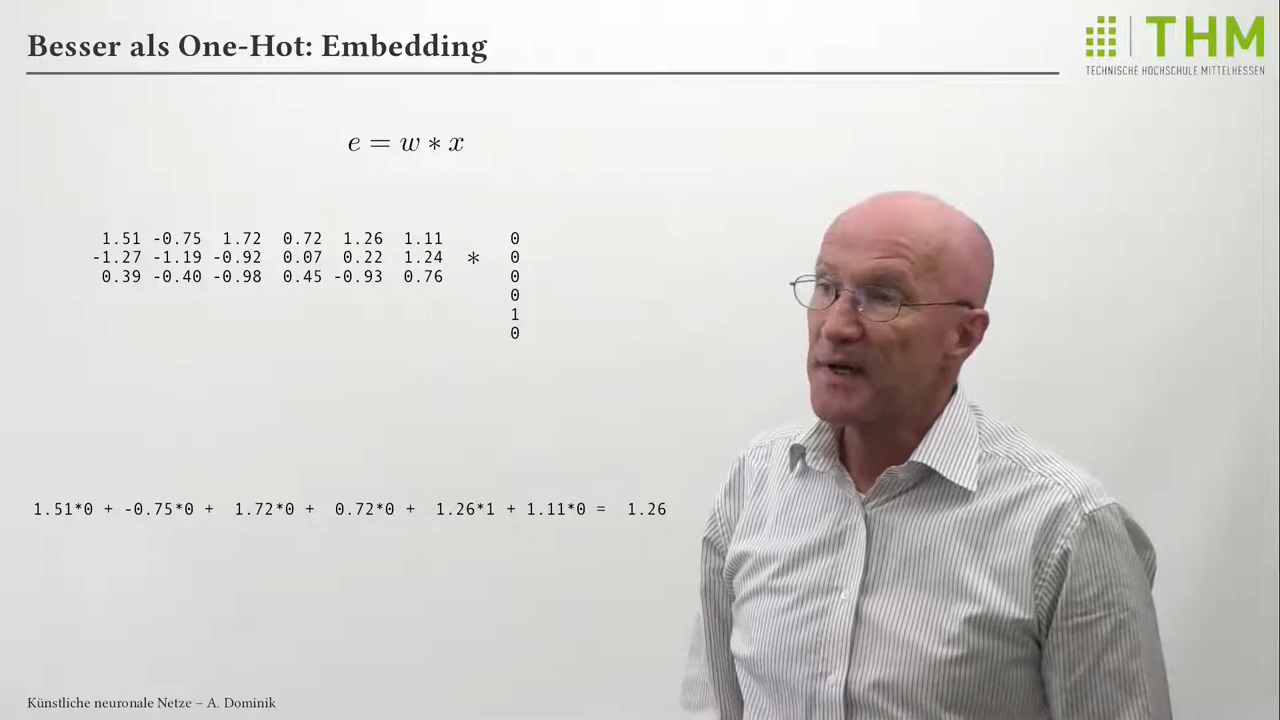 Besser als One-Hot: Embedding
THM
TECHNISCHE HOCHSCHULE MITTELHESSEN
e = w ∗ x
1.51 -0.75 1.72 0.72 1.26 1.11 0
-1.27 -1.19 -0.92 0.07 0.22 1.24 ∗ 0
0.39 -0.40 -0.98 0.45 -0.93 0.76 0
0
1
0
1.51*0 + -0.75*0 + 1.72*0 + 0.72*0 + 1.26*1 + 1.11*0 = 1.26
Künstliche neuronale Netze – A. Dominik